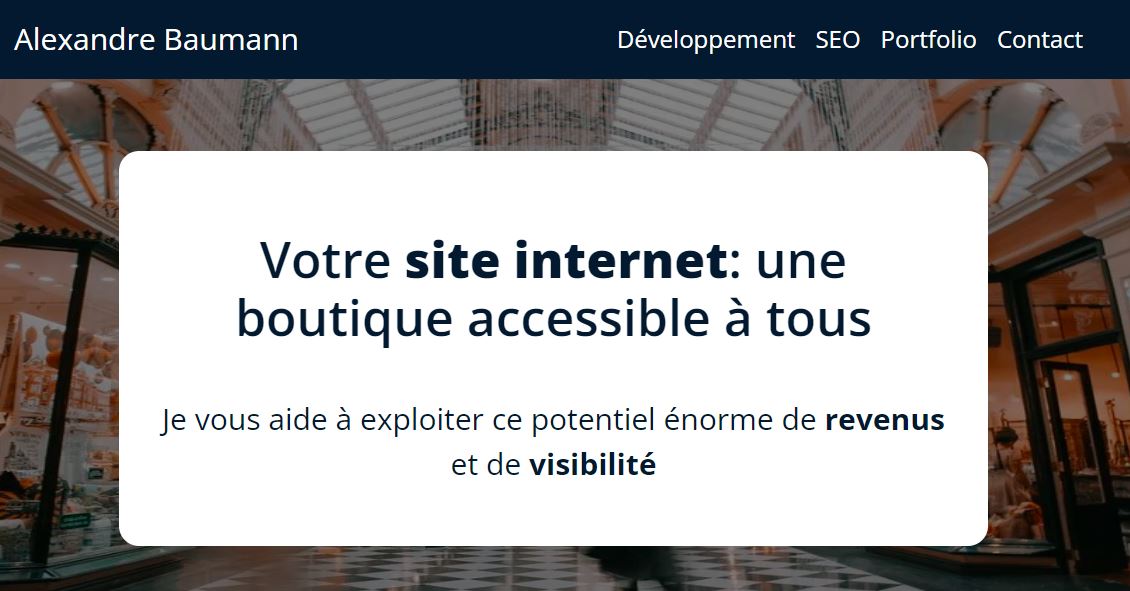 Alexandre Baumann
Développement SEO Portfolio Contact
Votre site internet: une
boutique accessible à tous
Je vous aide à exploiter ce potentiel énorme de revenus
et de visibilité